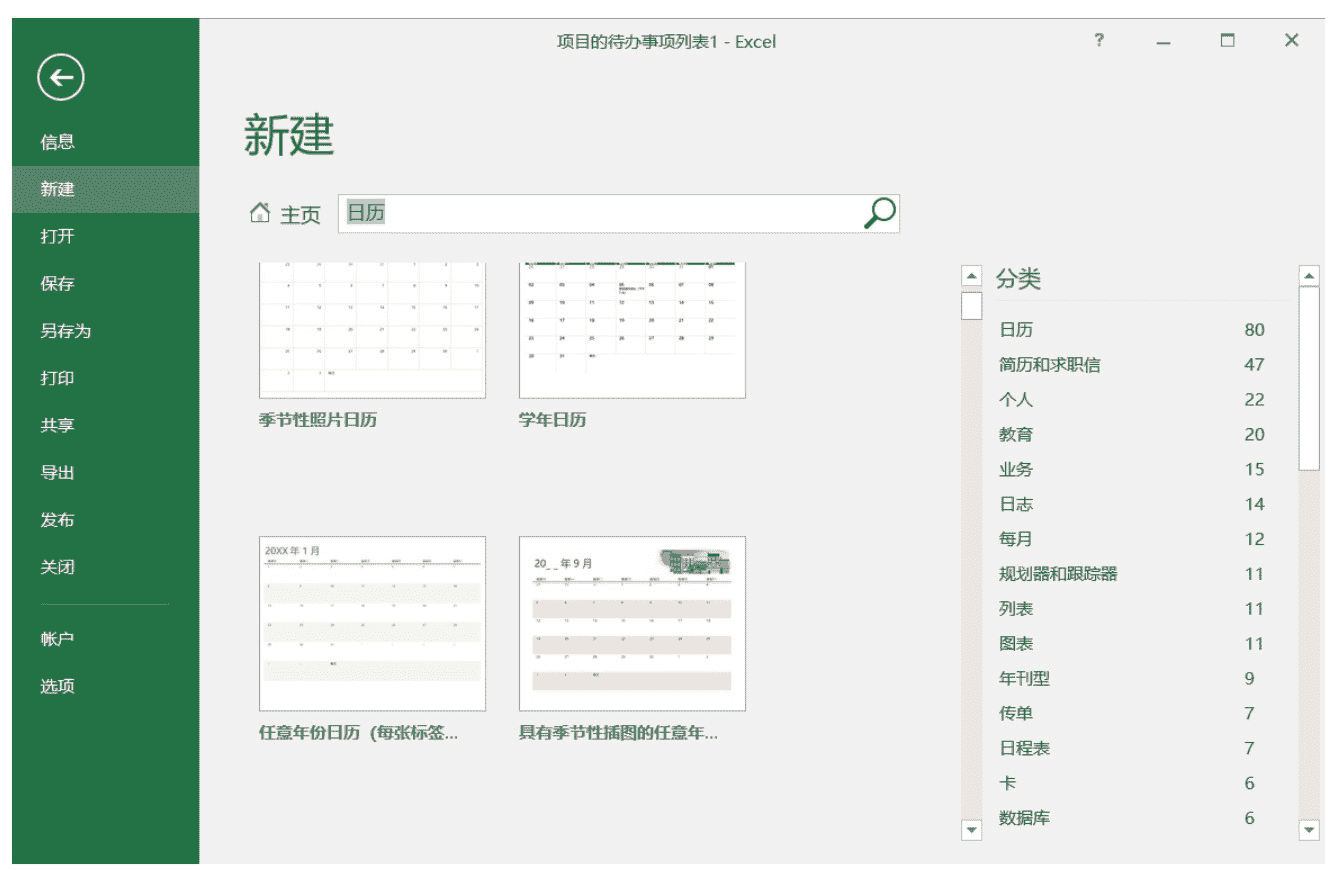 项目的待办事项列表1 - Excel
?
信息
新建
打开
保存
另存为
打印
共享
导出
发布
关闭
帐户
选项
新建
主页
日历
季节性照片日历
学年日历
20XX 年 1 月
20_ _ 年 9 月
任意年份日历（每张标签...
具有季节性插图的任意年...
分类
日历 80
简历和求职信 47
个人 22
教育 20
业务 15
日志 14
每月 12
规划器和跟踪器 11
列表 11
图表 11
年刊型 9
传单 7
日程表 7
卡 6
数据库 6